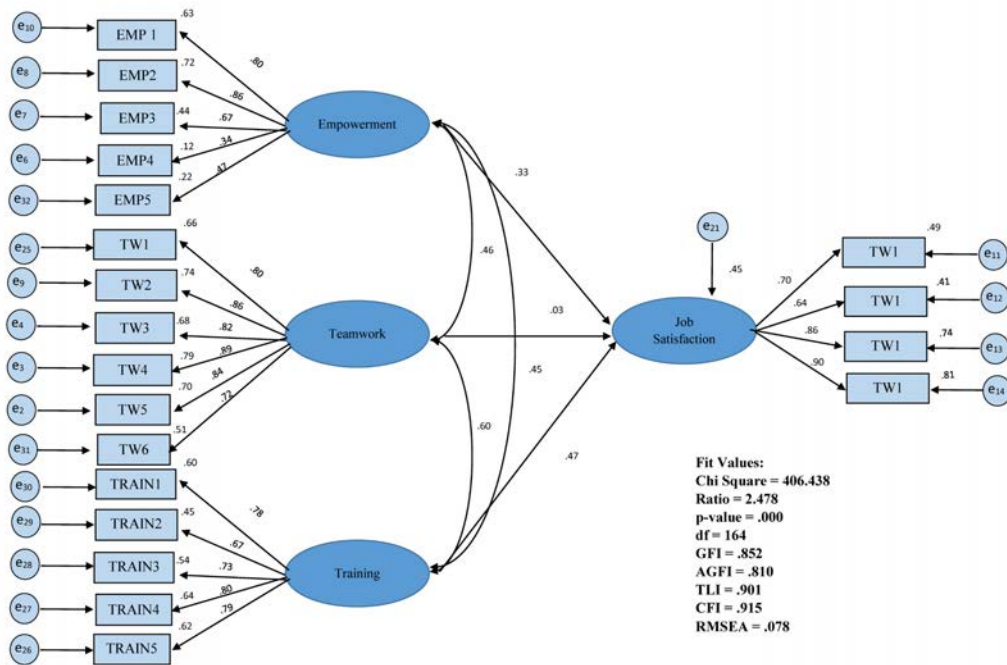 e10 EMP 1 .63 .80
e8 EMP2 .72 .86
e7 EMP3 .44 .67
e6 EMP4 .12 .34
e32 EMP5 .22 .47
Empowerment
e25 TW1 .66 .80
e9 TW2 .74 .86
e4 TW3 .68 .82
e3 TW4 .79 .89
e2 TW5 .70 .84
e31 TW6 .51 .72
Teamwork
e30 TRAIN1 .60 .78
e29 TRAIN2 .45 .67
e28 TRAIN3 .54 .73
e27 TRAIN4 .64 .80
e26 TRAIN5 .62 .79
Training
.33
.46
.03
.45
.60
.47
e21
.45
Job
Satisfaction
.70 TW1 .49 e11
.64 TW1 .41 e12
.86 TW1 .74 e13
.90 TW1 .81 e14
Fit Values:
Chi Square = 406.438
Ratio = 2.478
p-value = .000
df = 164
GFI = .852
AGFI = .810
TLI = .901
CFI = .915
RMSEA = .078